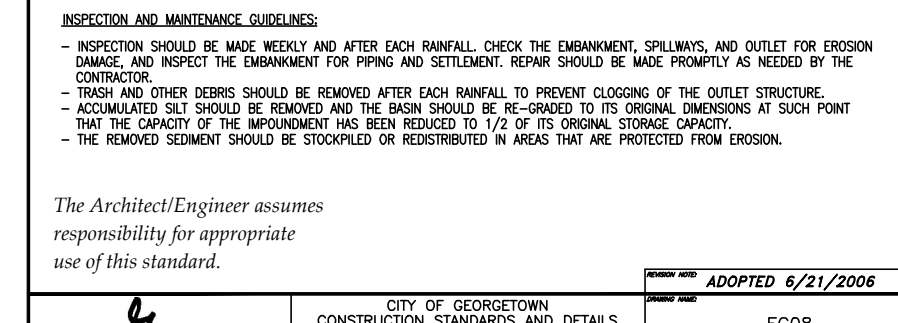 INSPECTION AND MAINTENANCE GUIDELINES:
– INSPECTION SHOULD BE MADE WEEKLY AND AFTER EACH RAINFALL. CHECK THE EMBANKMENT, SPILLWAYS, AND OUTLET FOR EROSION
DAMAGE, AND INSPECT THE EMBANKMENT FOR PIPING AND SETTLEMENT. REPAIR SHOULD BE MADE PROMPTLY AS NEEDED BY THE
CONTRACTOR.
– TRASH AND OTHER DEBRIS SHOULD BE REMOVED AFTER EACH RAINFALL TO PREVENT CLOGGING OF THE OUTLET STRUCTURE.
– ACCUMULATED SILT SHOULD BE REMOVED AND THE BASIN SHOULD BE RE-GRADED TO ITS ORIGINAL DIMENSIONS AT SUCH POINT
THAT THE CAPACITY OF THE IMPOUNDMENT HAS BEEN REDUCED TO 1/2 OF ITS ORIGINAL STORAGE CAPACITY.
– THE REMOVED SEDIMENT SHOULD BE STOCKPILED OR REDISTRIBUTED IN AREAS THAT ARE PROTECTED FROM EROSION.
The Architect/Engineer assumes
responsibility for appropriate
use of this standard.
REVISION NOTE:
ADOPTED 6/21/2006
DRAWING NAME:
CITY OF GEORGETOWN
CONSTRUCTION STANDARDS AND DETAILS